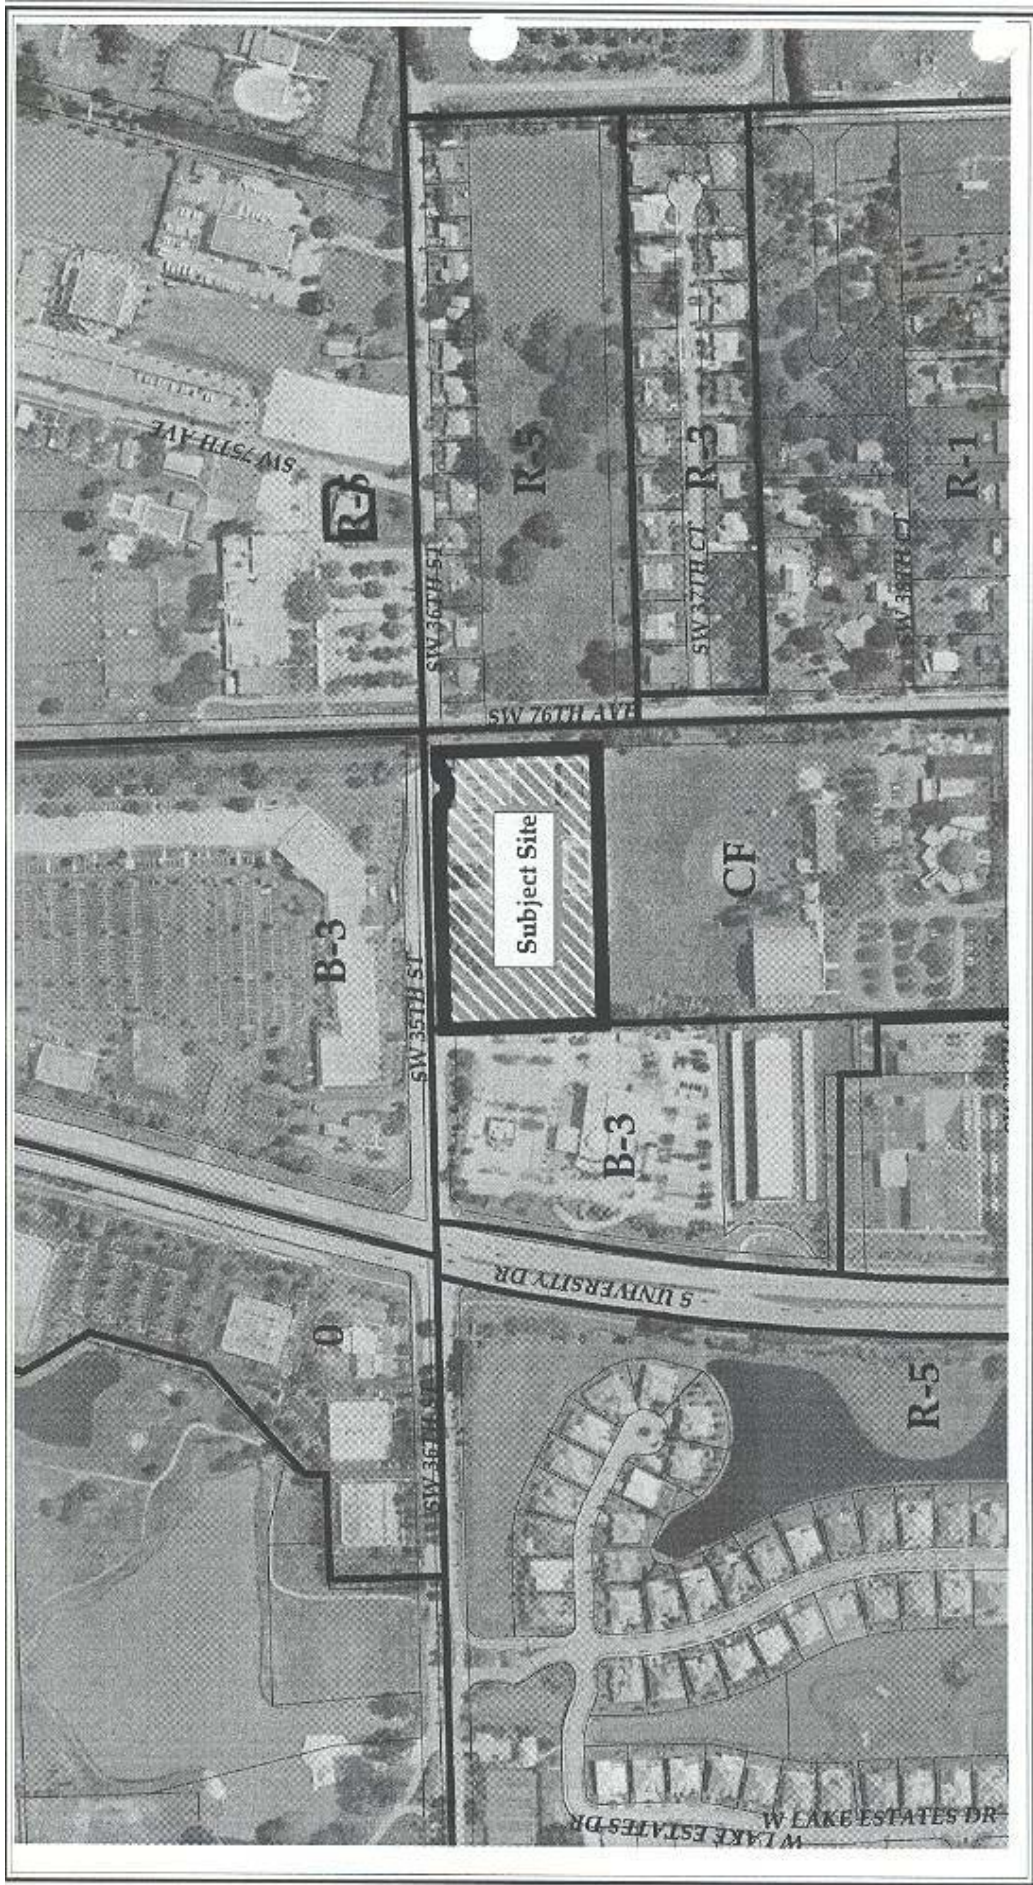 SW 75TH AVE
R-5
R-3
R-1
SW 36TH ST
SW 37TH CT
SW 38TH CT
SW 76TH AVE
Subject Site
CF
B-3
SW 35TH ST
B-3
S UNIVERSITY DR
O
R-5
SW 36TH ST
W LAKE ESTATES DR
W LAKE ESTATES DR